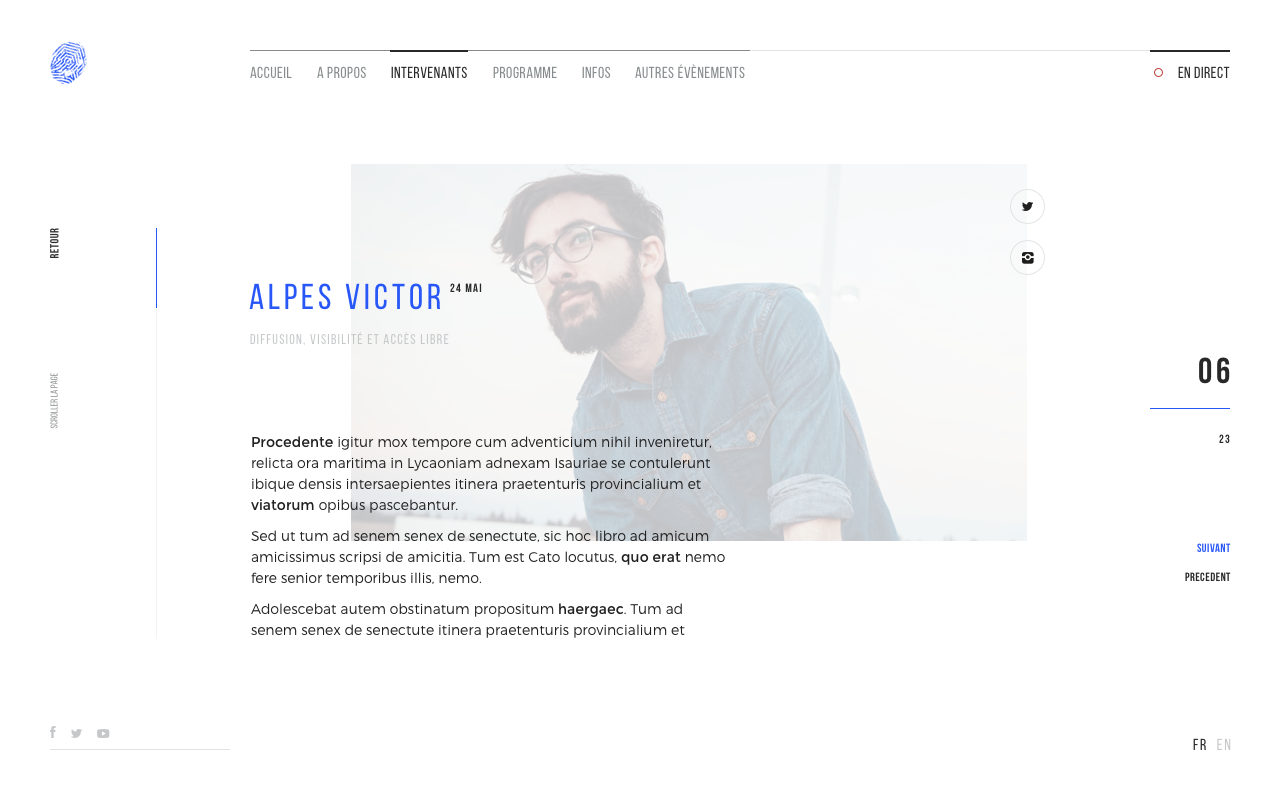 ACCUEIL A PROPOS INTERVENANTS PROGRAMME INFOS AUTRES ÉVÈNEMENTS EN DIRECT
RETOUR
SCROLLER LA PAGE
ALPES VICTOR 24 MAI
DIFFUSION, VISIBILITÉ ET ACCÈS LIBRE
Procedente igitur mox tempore cum adventicium nihil inveniretur,
relicta ora maritima in Lycaoniam adnexam Isauriae se contulerunt
ibique densis intersaepientes itinera praetenturis provincialium et
viatorum opibus pascebantur.
Sed ut tum ad senem senex de senectute, sic hoc libro ad amicum
amicissimus scripsi de amicitia. Tum est Cato locutus, quo erat nemo
fere senior temporibus illis, nemo.
Adolescebat autem obstinatum propositum haergaec. Tum ad
senem senex de senectute itinera praetenturis provincialium et
06
23
SUIVANT
PRECEDENT
FR EN